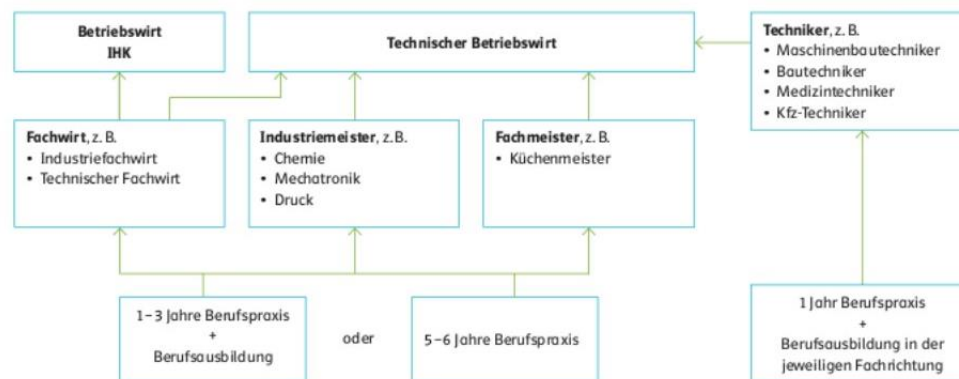 Betriebswirt
IHK
Technischer Betriebswirt
Techniker, z. B.
• Maschinenbautechniker
• Bautechniker
• Medizintechniker
• Kfz-Techniker
Fachwirt, z. B.
• Industriefachwirt
• Technischer Fachwirt
Industriemeister, z. B.
• Chemie
• Mechatronik
• Druck
Fachmeister, z. B.
• Küchenmeister
1–3 Jahre Berufspraxis
+
Berufsausbildung
oder
5–6 Jahre Berufspraxis
1 Jahr Berufspraxis
+
Berufsausbildung in der
jeweiligen Fachrichtung